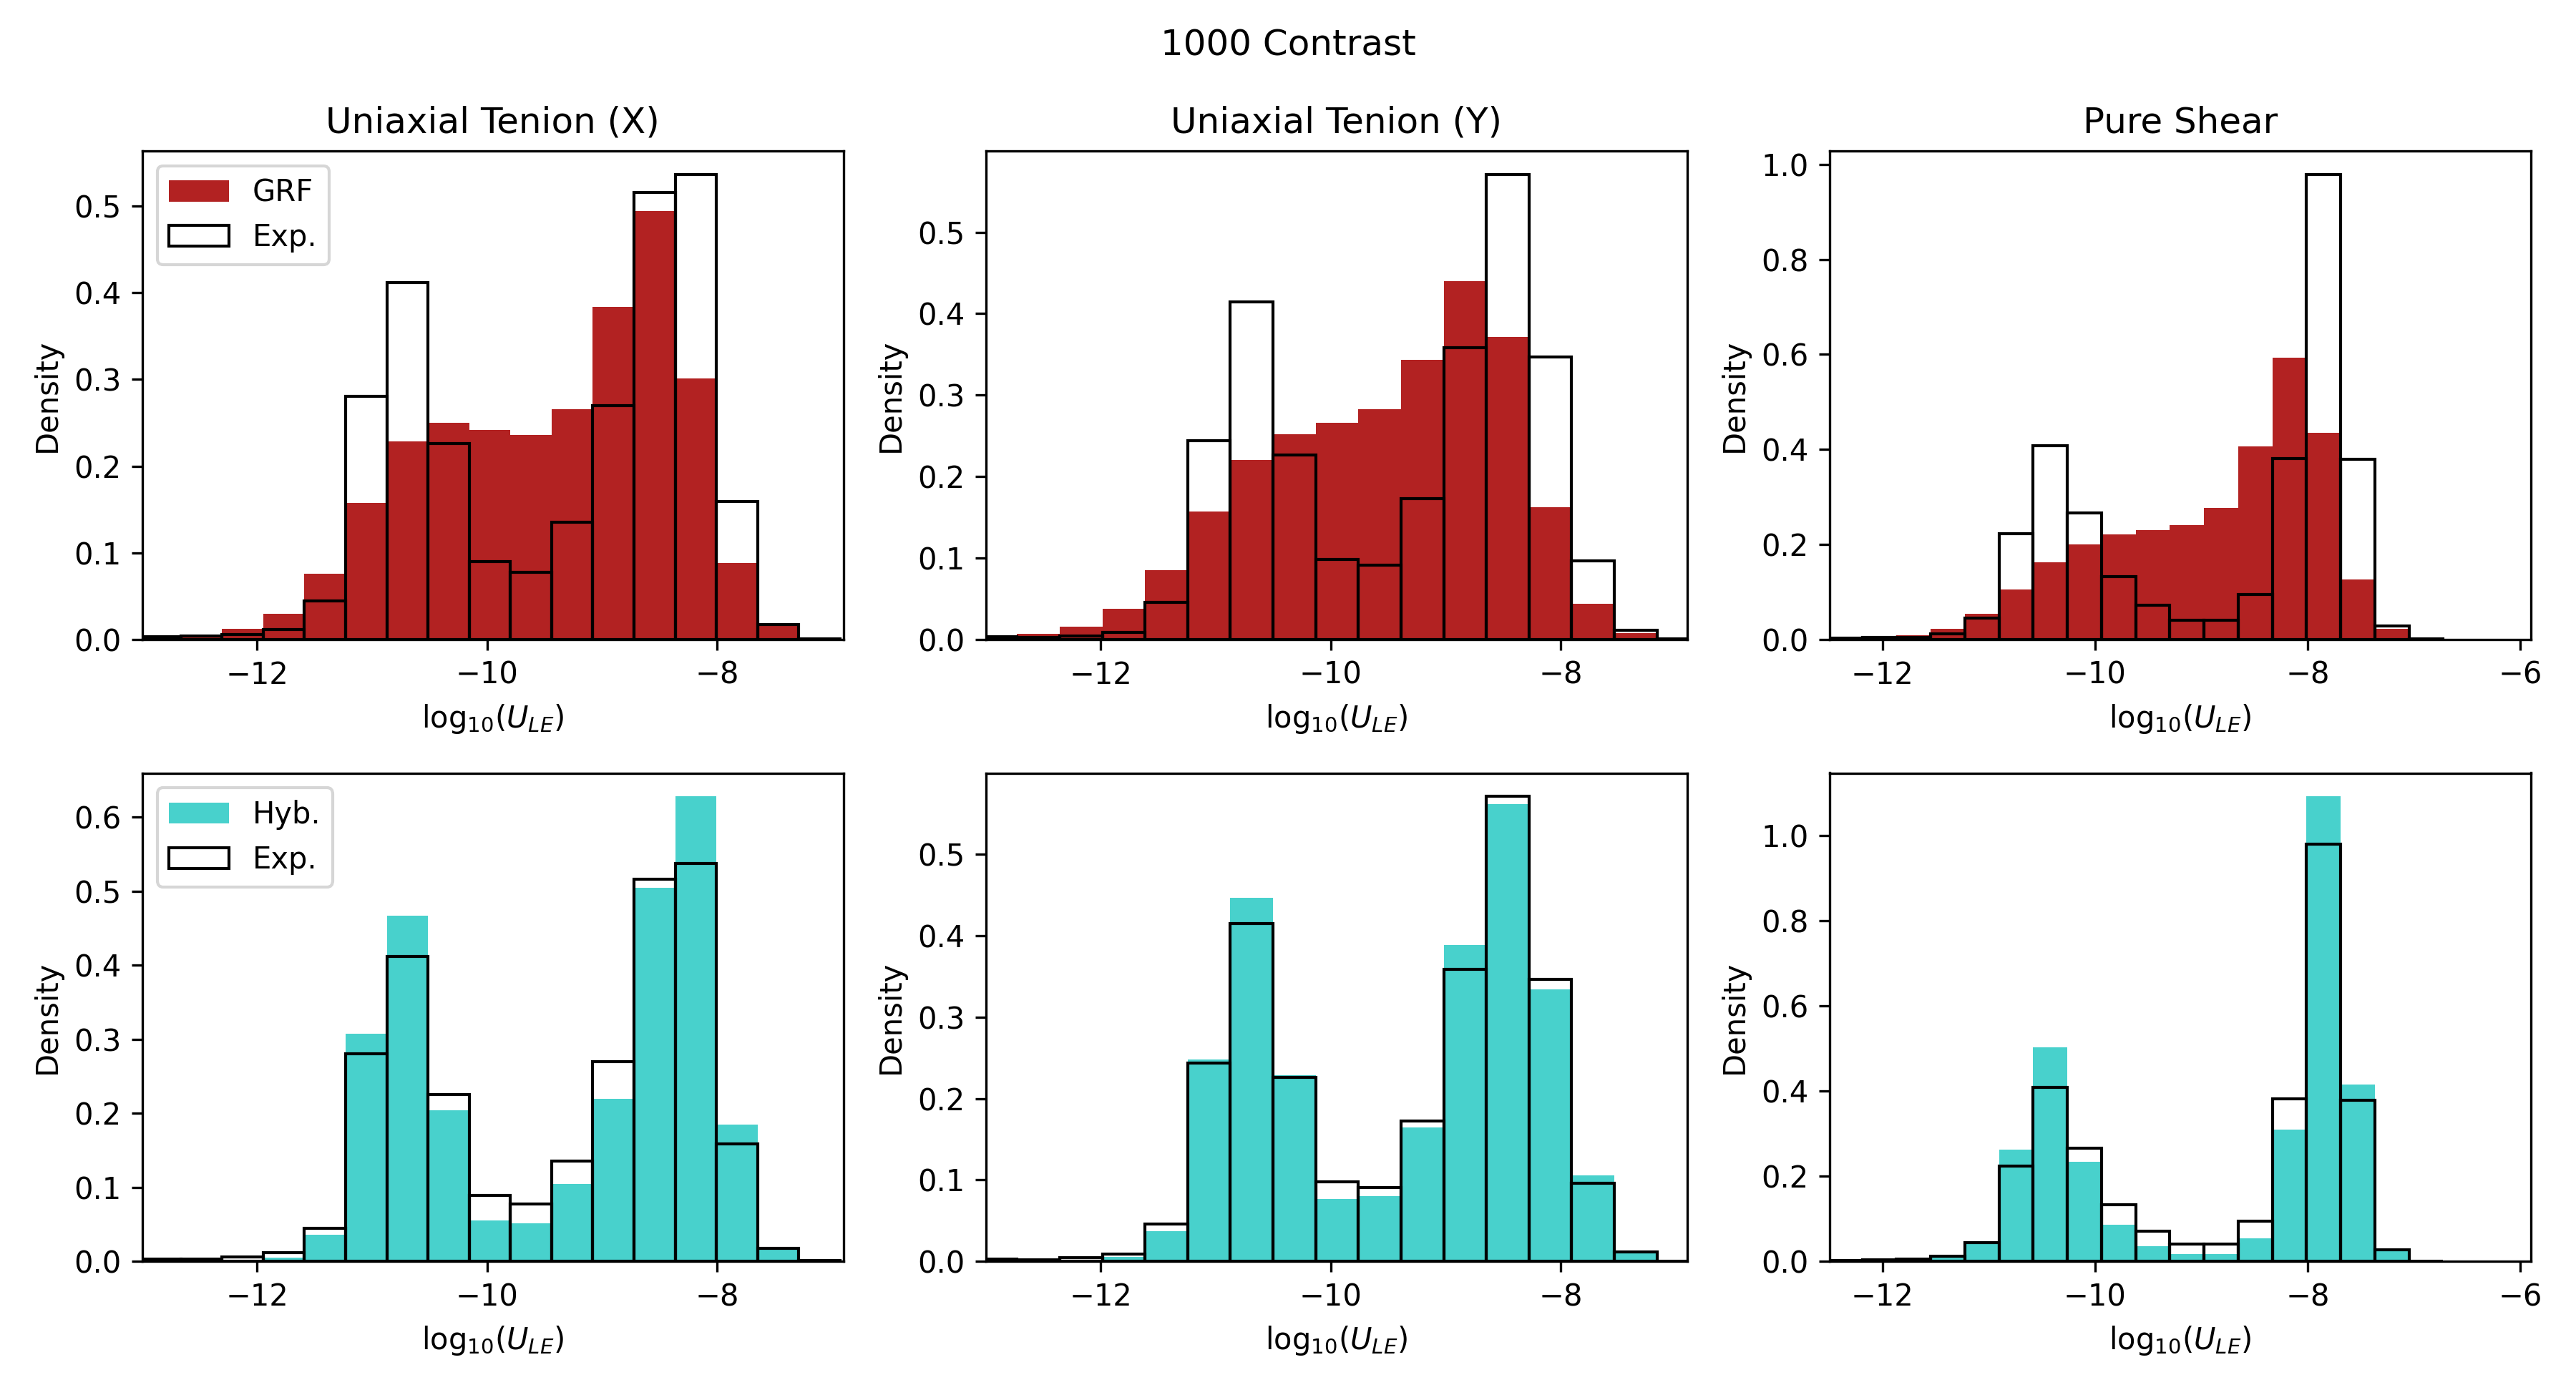 1000 Contrast
Uniaxial Tenion (X)
Uniaxial Tenion (Y)
Pure Shear
GRF
Exp.
Density
0.5
0.4
0.3
0.2
0.1
0.0
−12 −10 −8
log₁₀(U_LE)
Density
0.5
0.4
0.3
0.2
0.1
0.0
−12 −10 −8
log₁₀(U_LE)
Density
1.0
0.8
0.6
0.4
0.2
0.0
−12 −10 −8 −6
log₁₀(U_LE)
Hyb.
Exp.
Density
0.6
0.5
0.4
0.3
0.2
0.1
0.0
−12 −10 −8
log₁₀(U_LE)
Density
0.5
0.4
0.3
0.2
0.1
0.0
−12 −10 −8
log₁₀(U_LE)
Density
1.0
0.8
0.6
0.4
0.2
0.0
−12 −10 −8 −6
log₁₀(U_LE)